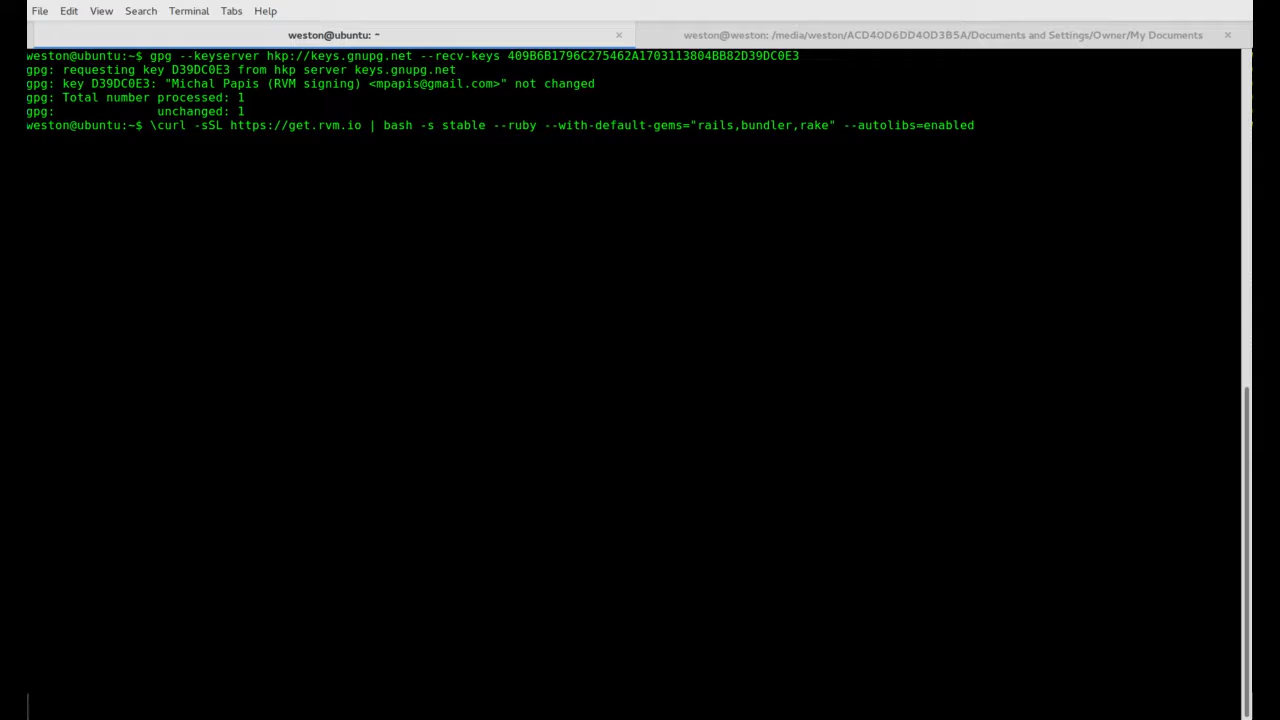 File Edit View Search Terminal Tabs Help
weston@ubuntu: ~ × weston@weston: /media/weston/ACD40D6DD40D3B5A/Documents and Settings/Owner/My Documents ×
weston@ubuntu:~$ gpg --keyserver hkp://keys.gnupg.net --recv-keys 409B6B1796C275462A1703113804BB82D39DC0E3
gpg: requesting key D39DC0E3 from hkp server keys.gnupg.net
gpg: key D39DC0E3: "Michal Papis (RVM signing) <mpapis@gmail.com>" not changed
gpg: Total number processed: 1
gpg:              unchanged: 1
weston@ubuntu:~$ \curl -sSL https://get.rvm.io | bash -s stable --ruby --with-default-gems="rails,bundler,rake" --autolibs=enabled